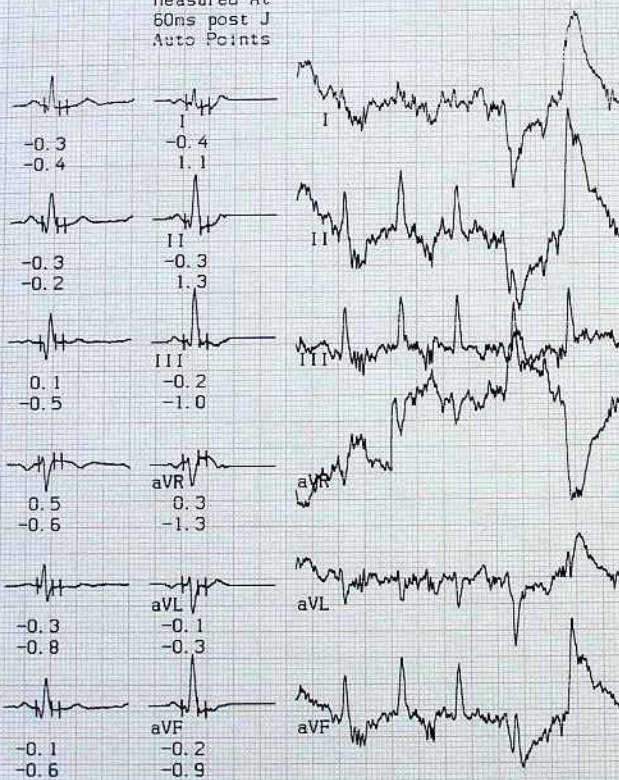 Measured At
60ms post J
Auto Points
I I
-0.3 -0.4
-0.4 1.1
II II
-0.3 -0.3
-0.2 1.3
III III
0.1 -0.2
-0.5 -1.0
aVR aVR
0.5 0.3
-0.6 -1.3
aVL aVL
-0.3 -0.1
-0.8 -0.3
aVF aVF
-0.1 -0.2
-0.6 -0.9